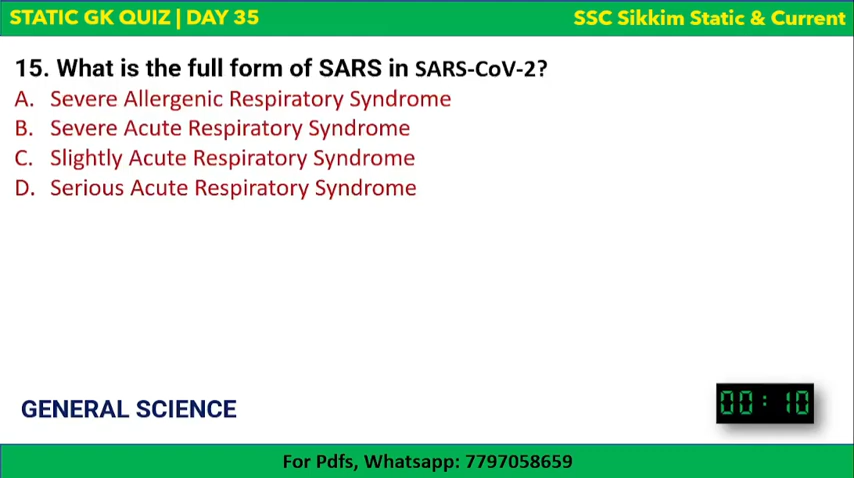 STATIC GK QUIZ | DAY 35
SSC Sikkim Static & Current
15. What is the full form of SARS in SARS-CoV-2?
A. Severe Allergenic Respiratory Syndrome
B. Severe Acute Respiratory Syndrome
C. Slightly Acute Respiratory Syndrome
D. Serious Acute Respiratory Syndrome
GENERAL SCIENCE
00:10
For Pdfs, Whatsapp: 7797058659